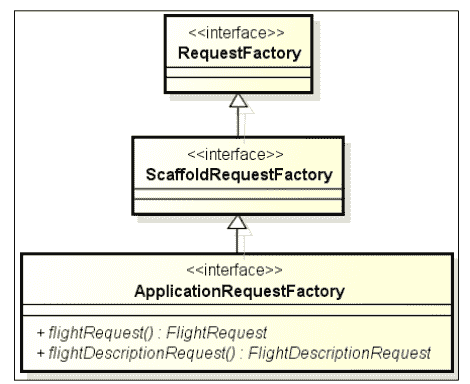 <<interface>>
RequestFactory
<<interface>>
ScaffoldRequestFactory
<<interface>>
ApplicationRequestFactory
+ flightRequest() : FlightRequest
+ flightDescriptionRequest() : FlightDescriptionRequest